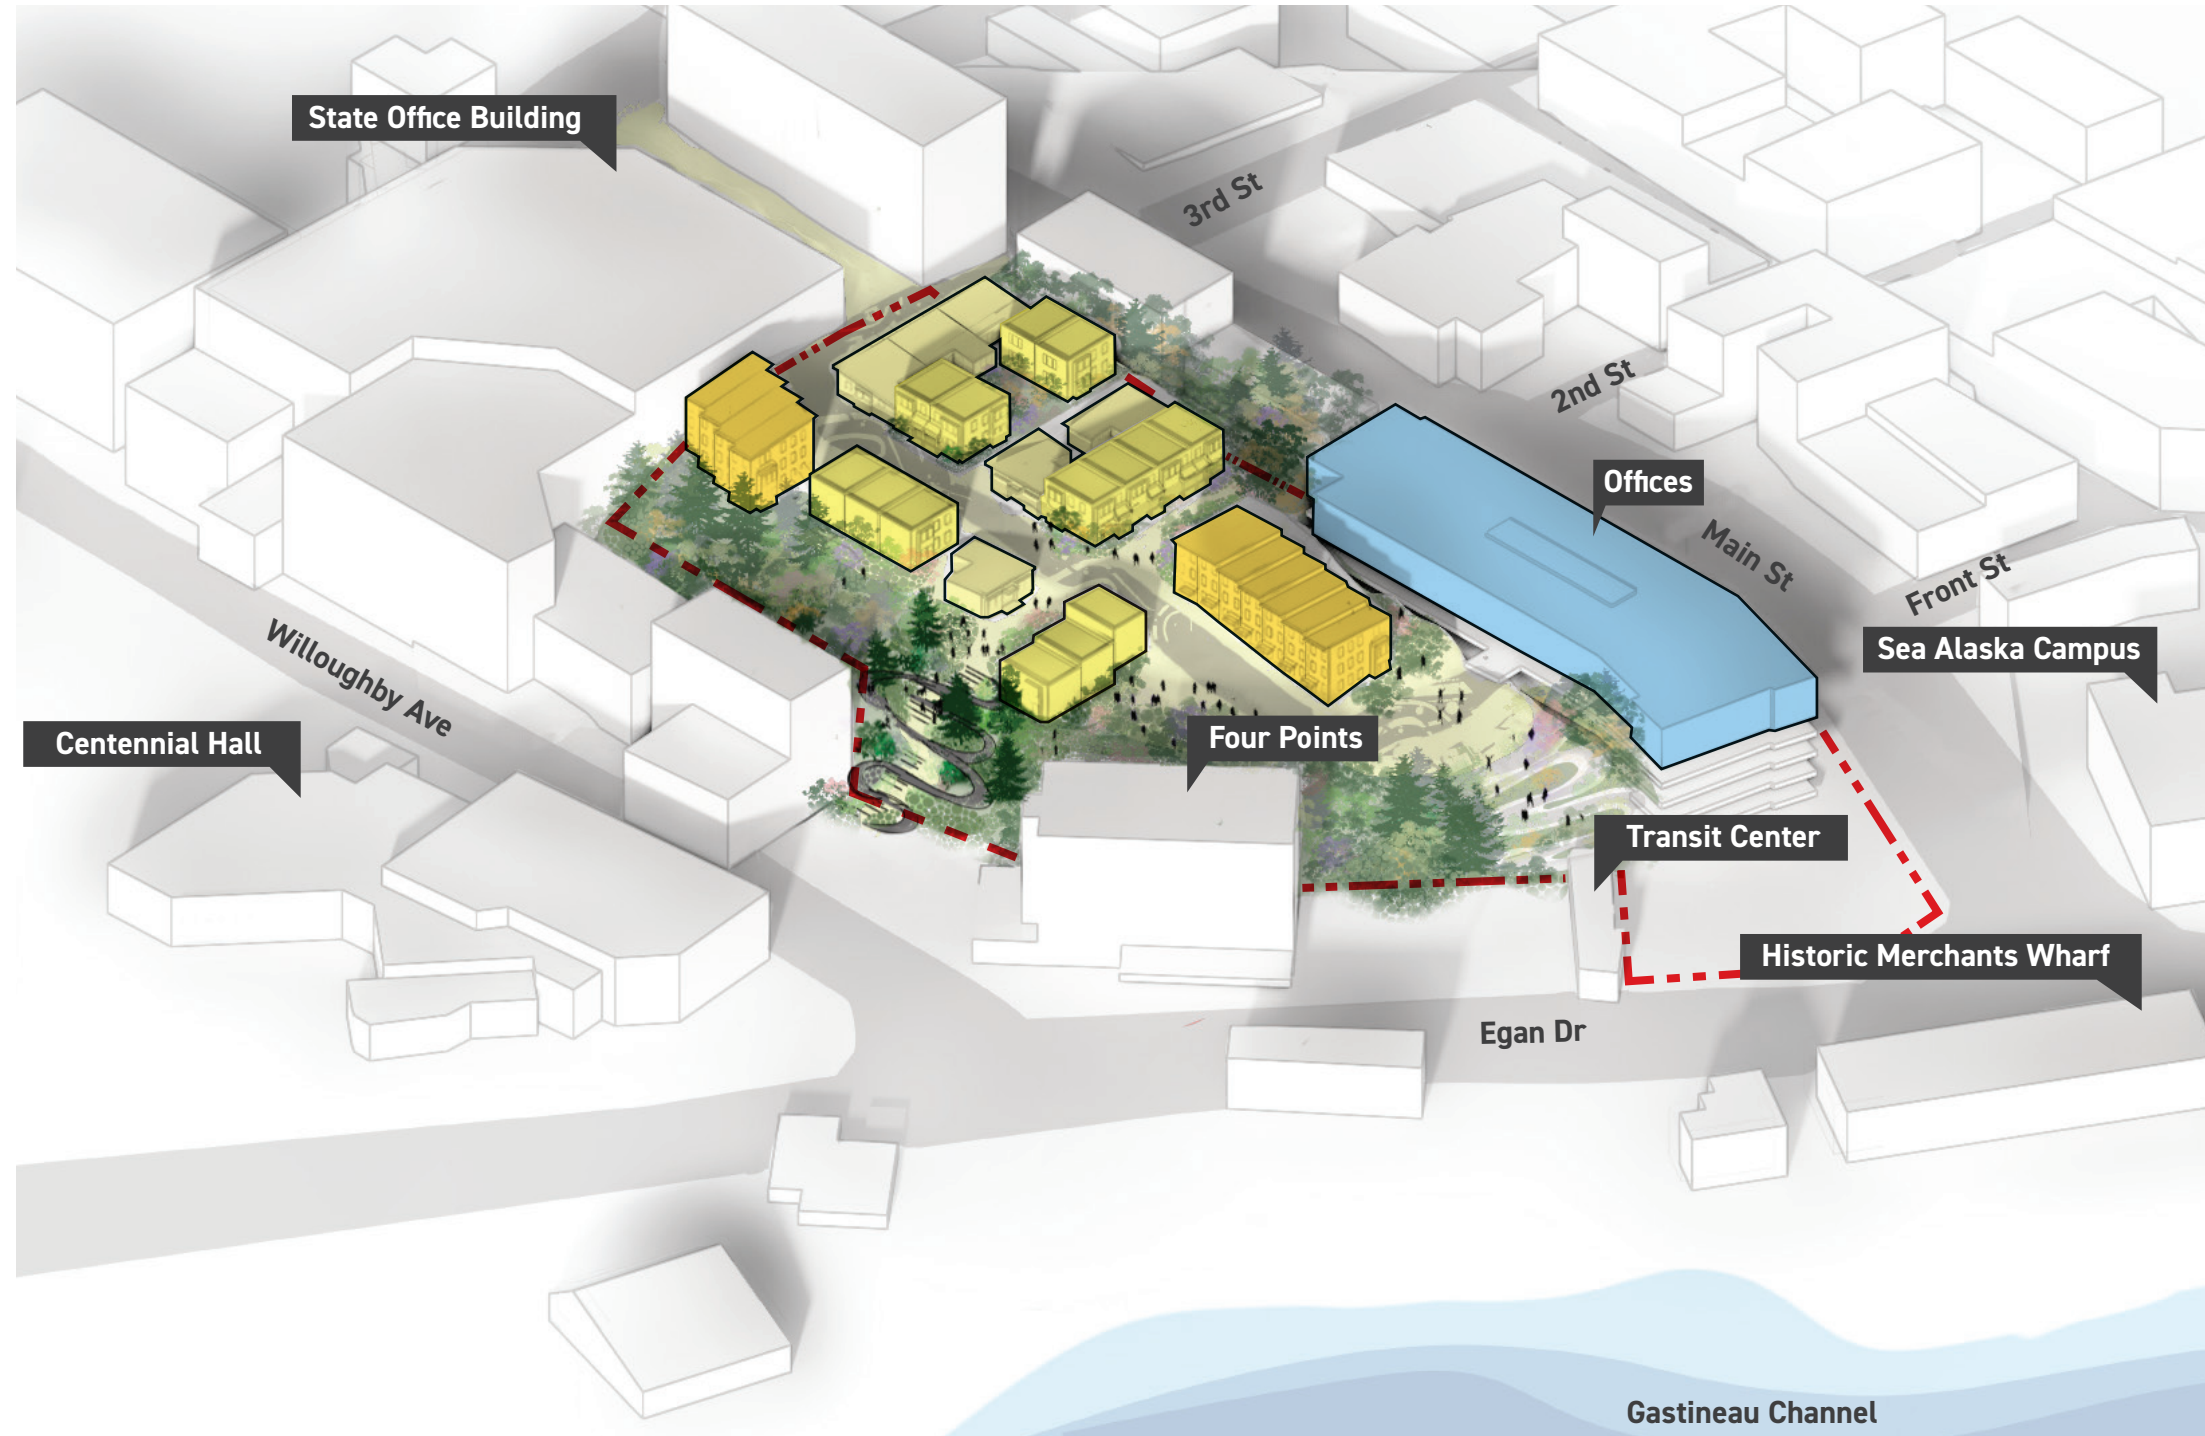 State Office Building
3rd St
2nd St
Offices
Main St
Front St
Sea Alaska Campus
Willoughby Ave
Centennial Hall
Four Points
Transit Center
Historic Merchants Wharf
Egan Dr
Gastineau Channel